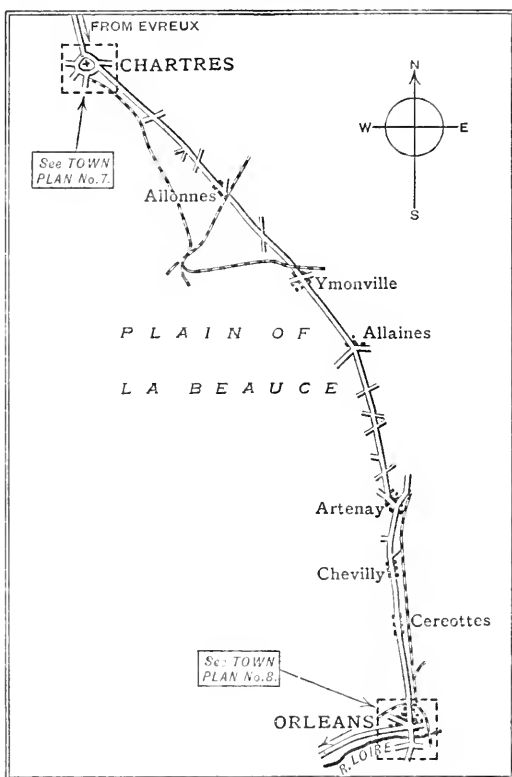 FROM EVREUX
CHARTRES
N
W
E
S
See TOWN
PLAN No.7.
Allonnes
Ymonville
PLAIN OF
Allaines
LA BEAUCE
Artenay
Chevilly
Cercottes
See TOWN
PLAN No.8.
ORLEANS
R. LOIRE